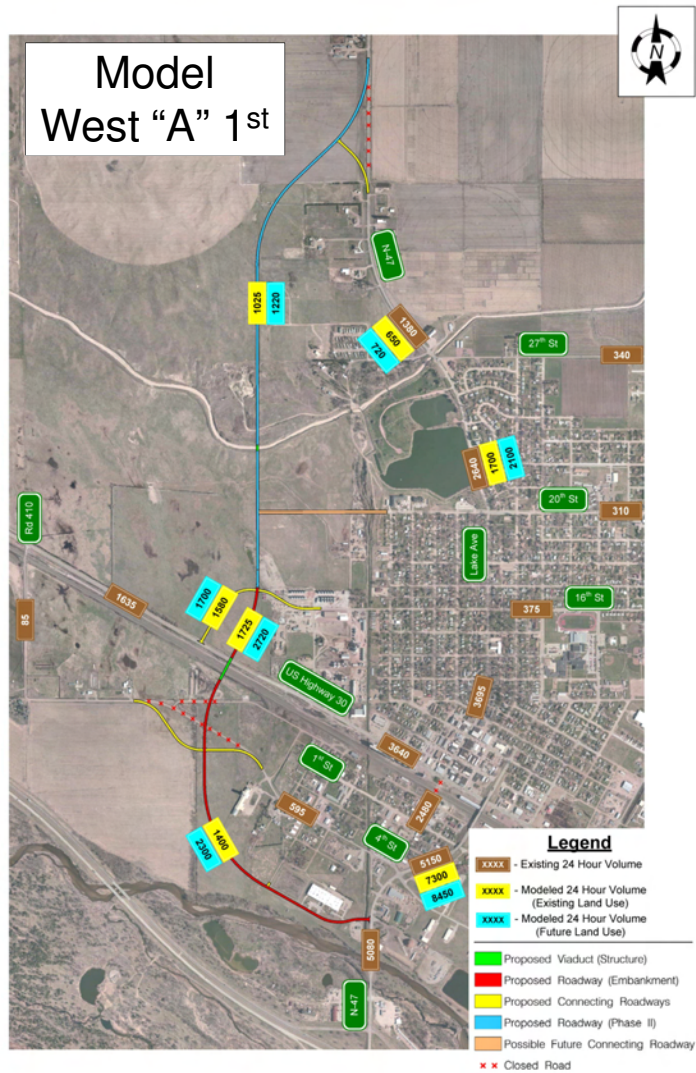 N
Model
West “A” 1st
N-47
1025
1220
1380
650
720
27th St
340
2640
1700
2100
20th St
310
Rd 410
Lake Ave
1635
85
1700
1580
1725
2720
16th St
375
US Highway 30
3695
3640
1st St
595
2480
4th St
2300
1400
5150
7300
8450
5080
N-47
Legend
XXXX - Existing 24 Hour Volume
XXXX - Modeled 24 Hour Volume
(Existing Land Use)
XXXX - Modeled 24 Hour Volume
(Future Land Use)
Proposed Viaduct (Structure)
Proposed Roadway (Embankment)
Proposed Connecting Roadways
Proposed Roadway (Phase II)
Possible Future Connecting Roadway
x x Closed Road